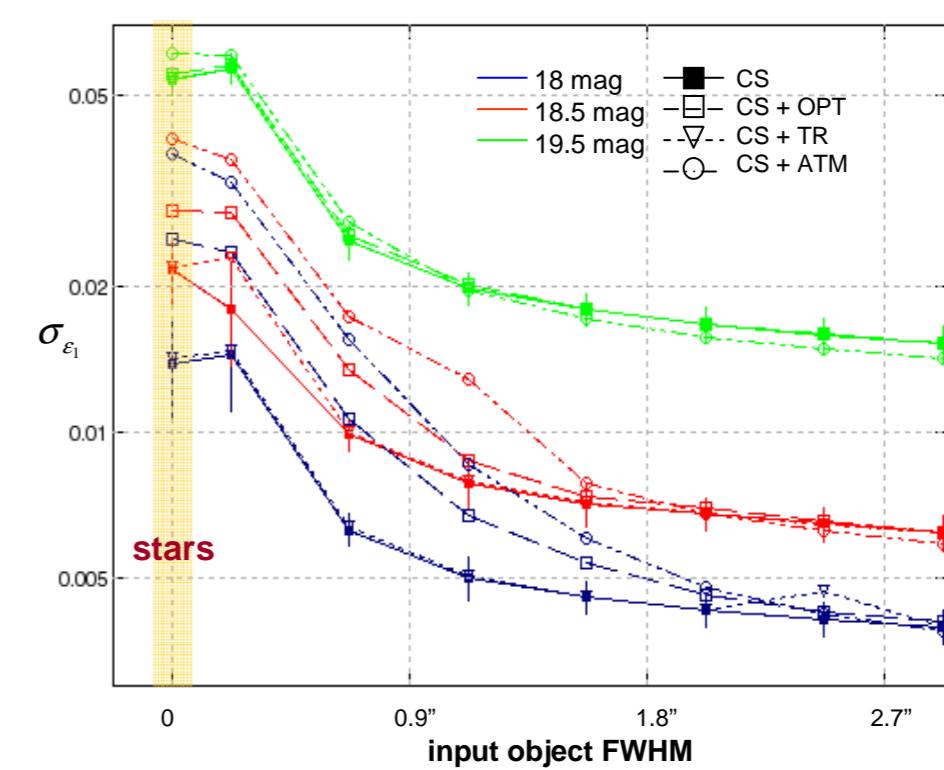 0.05
0.02
0.01
0.005
σε₁
18 mag
18.5 mag
19.5 mag
CS
CS + OPT
CS + TR
CS + ATM
stars
0 0.9” 1.8” 2.7”
input object FWHM